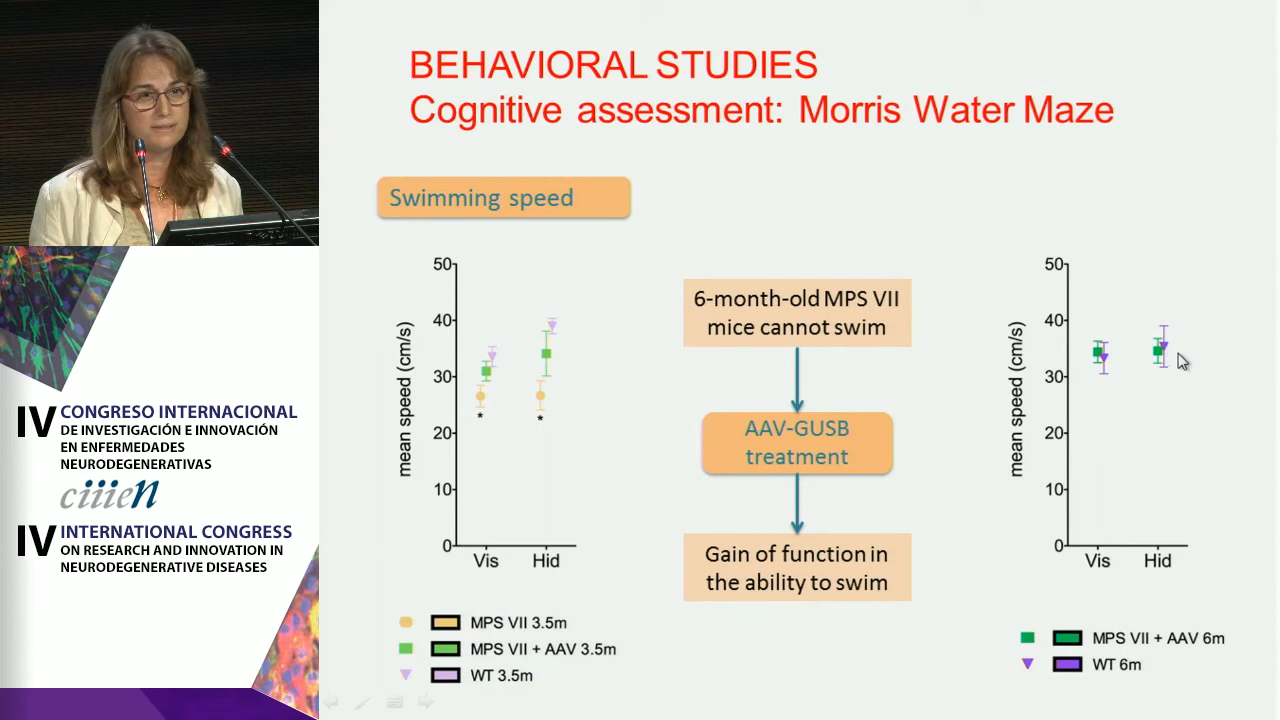 BEHAVIORAL STUDIES
Cognitive assessment: Morris Water Maze
Swimming speed
50
40
30
20
10
0
mean speed (cm/s)
*
*
Vis
Hid
MPS VII 3.5m
MPS VII + AAV 3.5m
WT 3.5m
6-month-old MPS VII
mice cannot swim
AAV-GUSB
treatment
Gain of function in
the ability to swim
50
40
30
20
10
0
mean speed (cm/s)
Vis
Hid
MPS VII + AAV 6m
WT 6m
IV CONGRESO INTERNACIONAL
DE INVESTIGACIÓN E INNOVACIÓN
EN ENFERMEDADES
NEURODEGENERATIVAS
ciiieN
IV INTERNATIONAL CONGRESS
ON RESEARCH AND INNOVATION IN
NEURODEGENERATIVE DISEASES